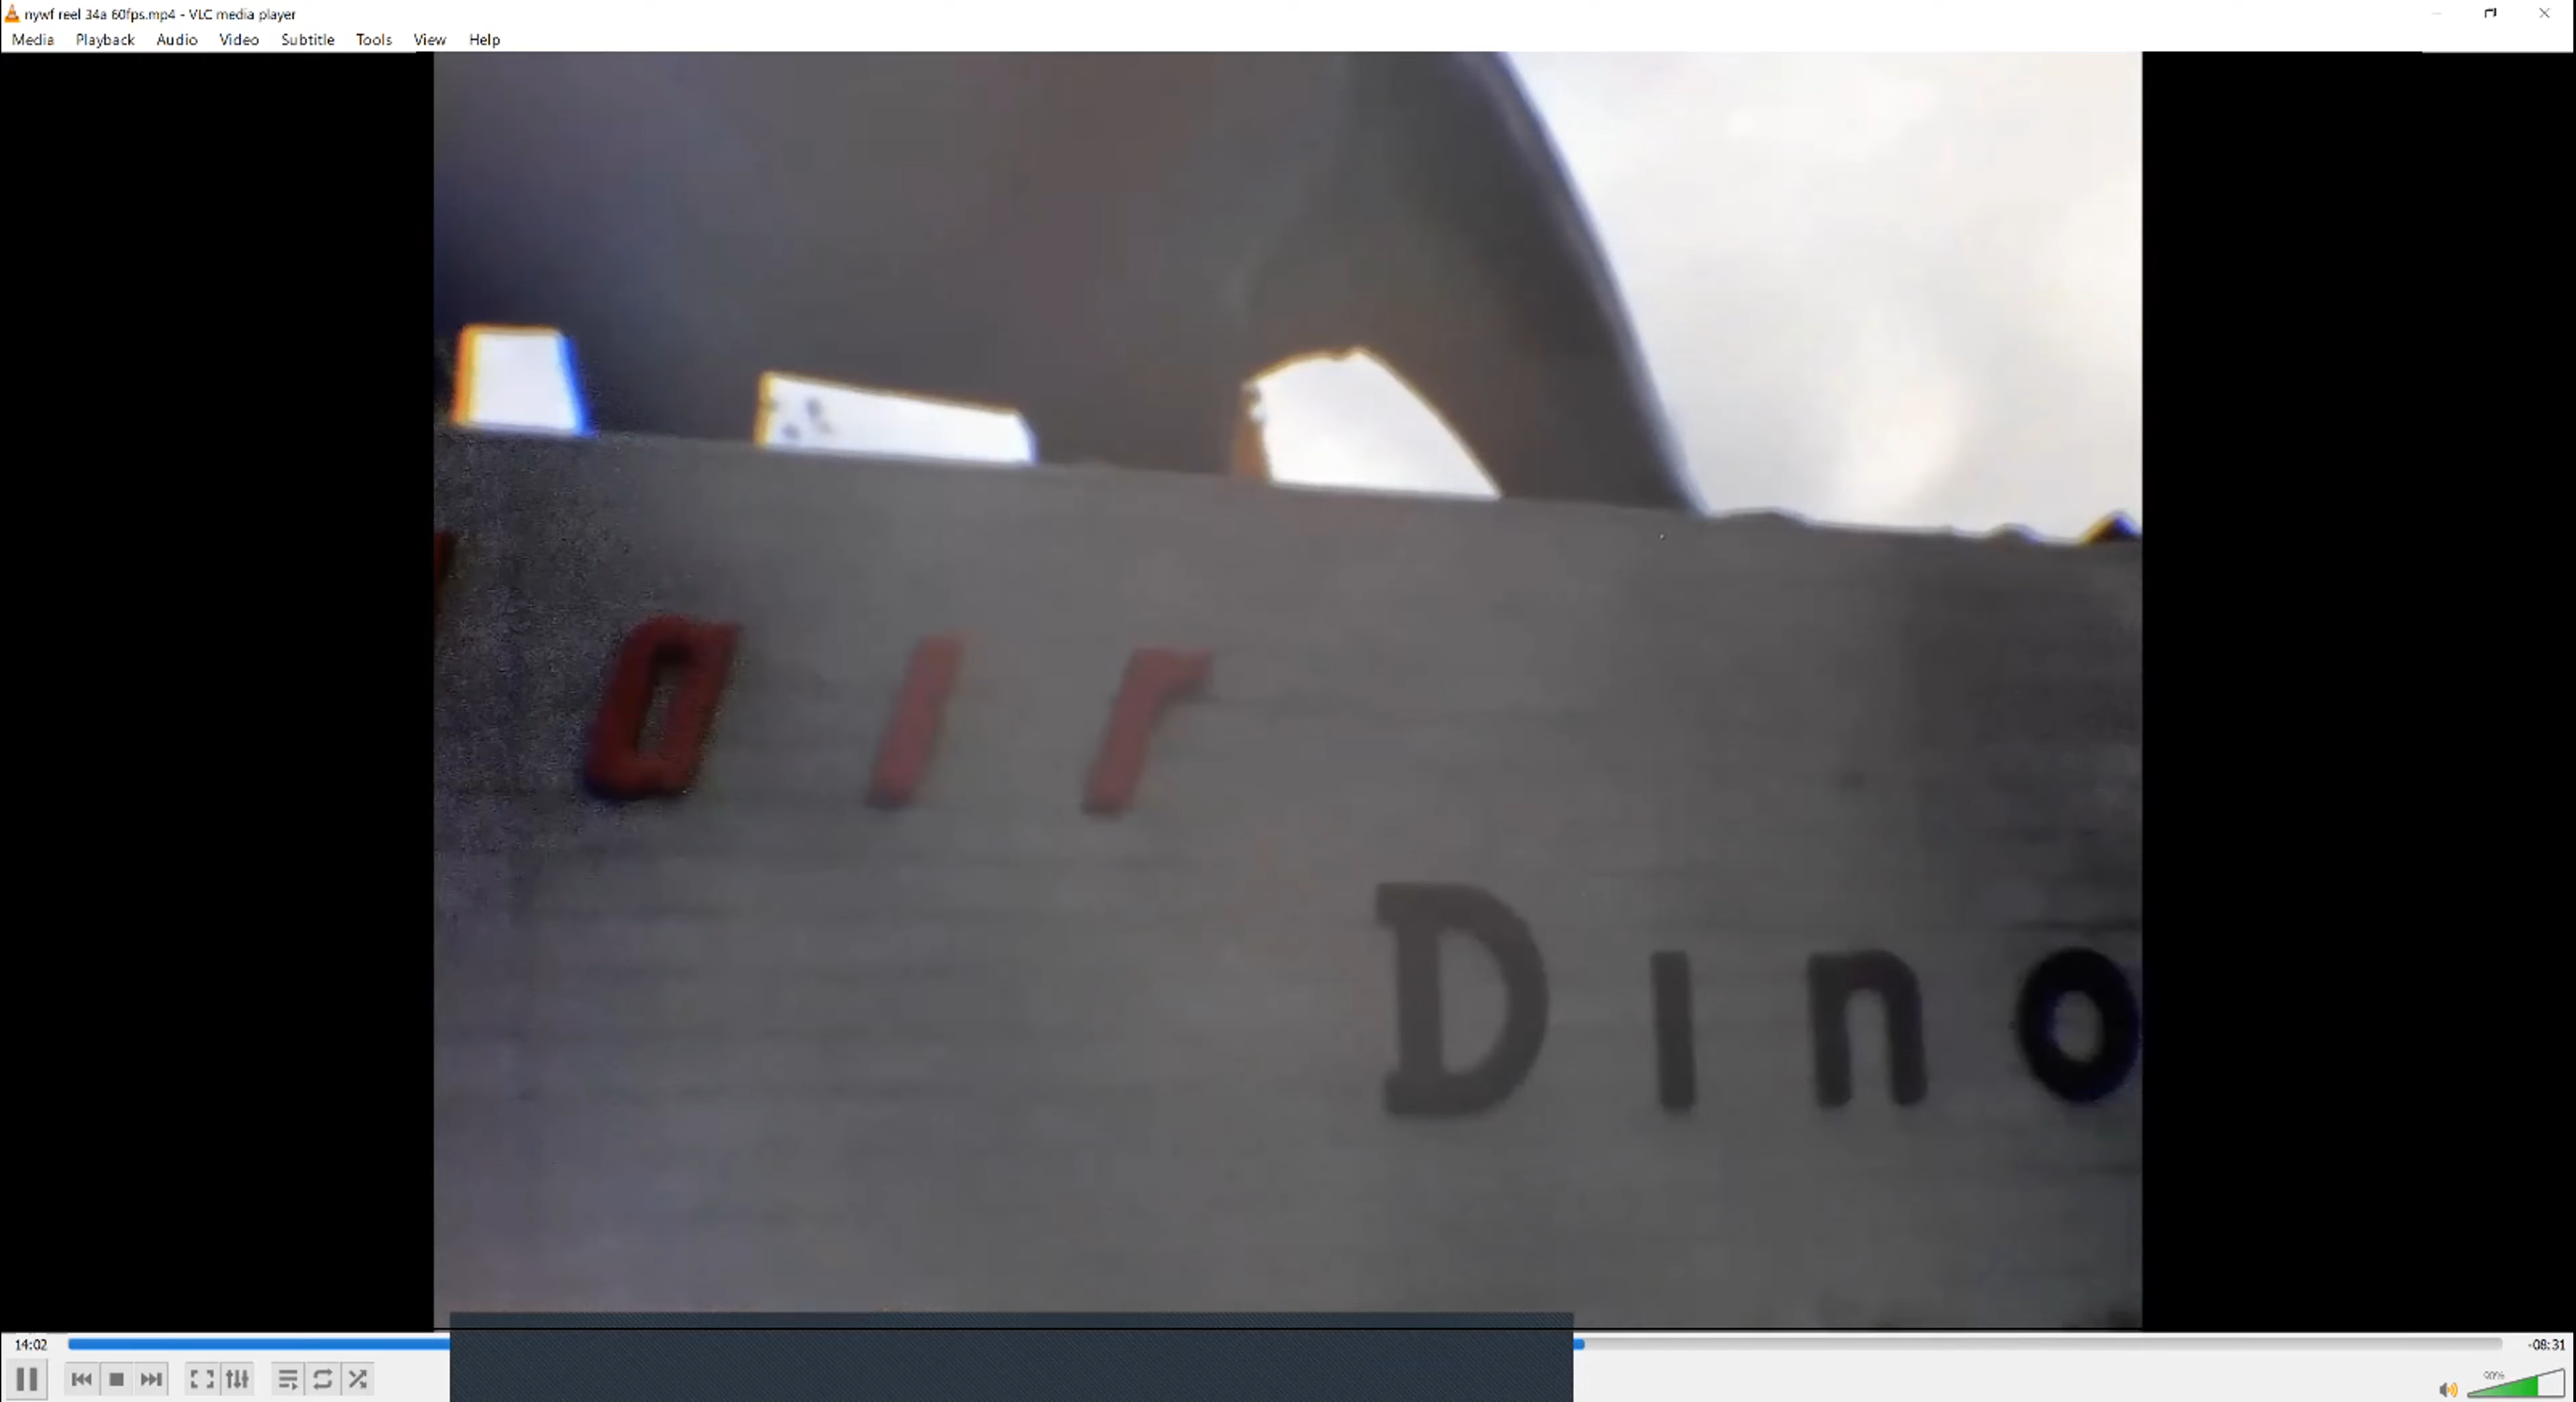 nywf reel 34a 60fps.mp4 - VLC media player
Media Playback Audio Video Subtitle Tools View Help
air
Dino
14:02
-08:31
90%